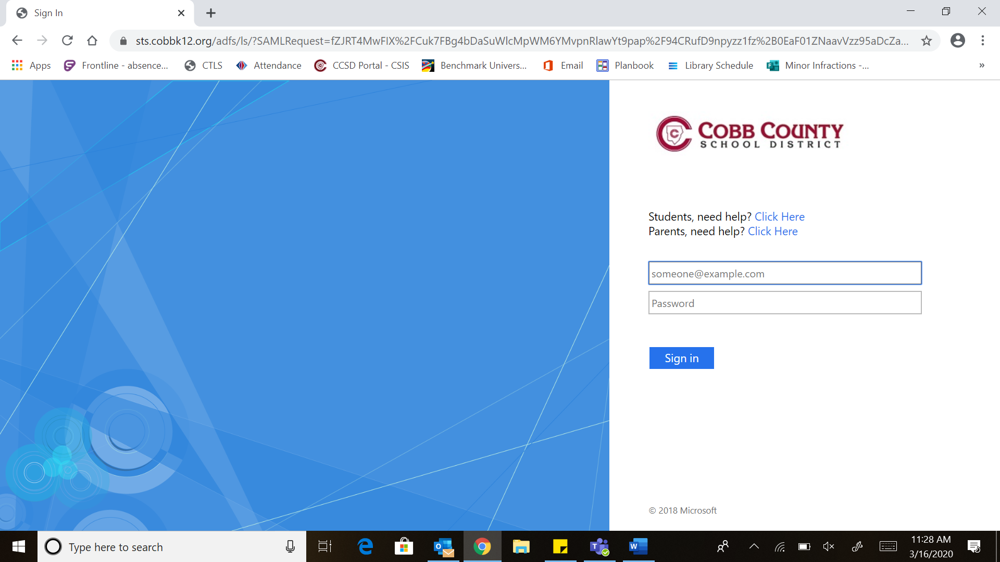 Sign In
sts.cobbk12.org/adfs/ls/?SAMLRequest=fZJRT4MwFIX%2FCuk7FBg4bDaSuWlcMpWM6YMvpnRlawYt9pap%2F94CRufD9npyzz1fz%2B0EaF01ZNaavVzz95aDcZa...
Apps
Frontline - absence...
CTLS
Attendance
CCSD Portal - CSIS
Benchmark Univers...
Email
Planbook
Library Schedule
Minor Infractions -...
»
COBB COUNTY
SCHOOL DISTRICT
Students, need help? Click Here
Parents, need help? Click Here
someone@example.com
Password
Sign in
© 2018 Microsoft
Type here to search
11:28 AM
3/16/2020